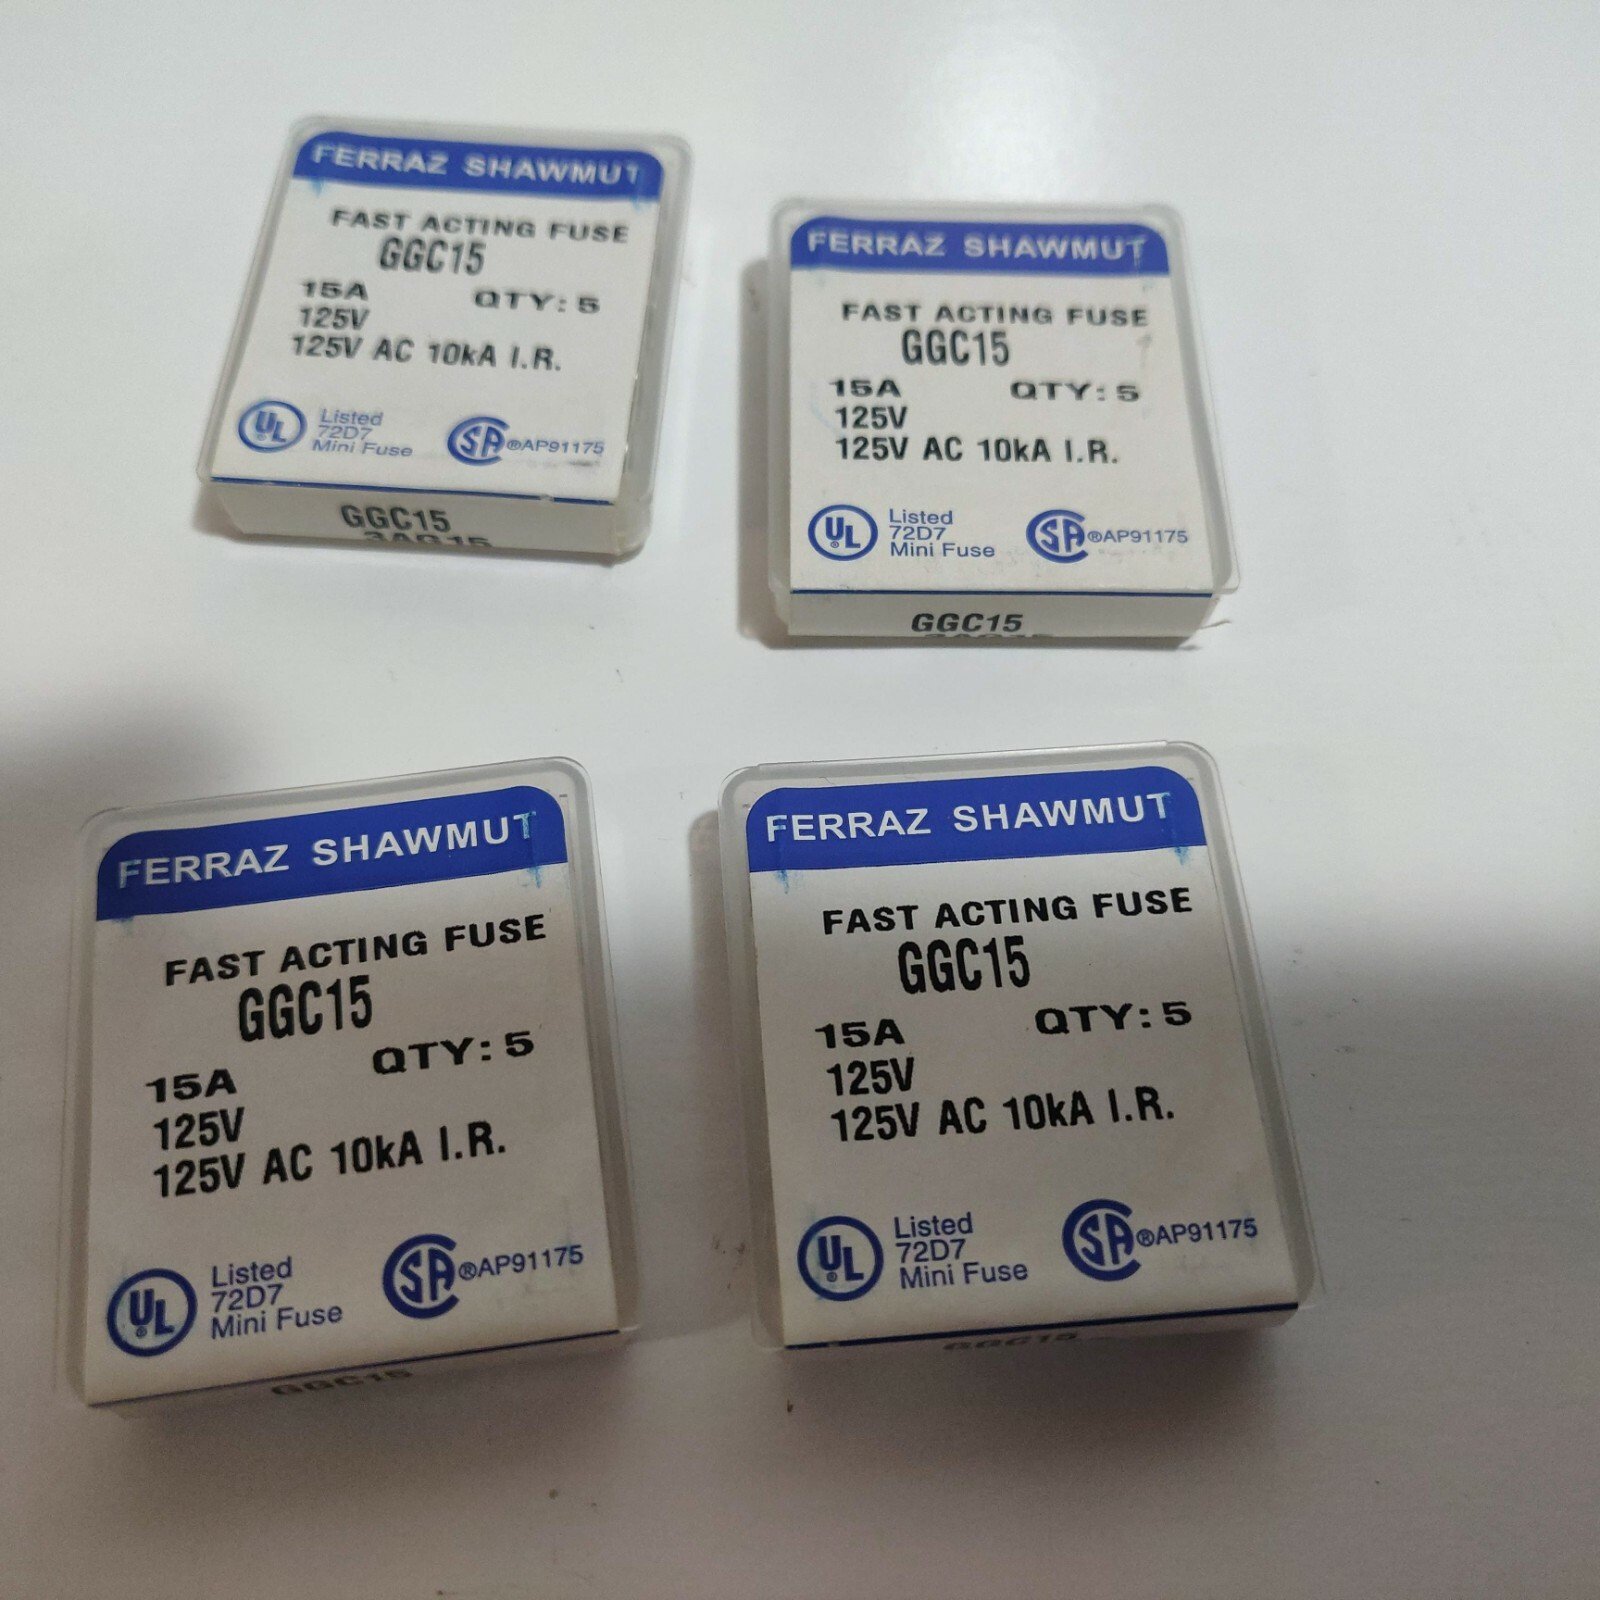 FERRAZ SHAWMUT
FAST ACTING FUSE
GGC15
15A QTY: 5
125V
125V AC 10kA I.R.
UL Listed
72D7
Mini Fuse
SA ®AP91175
GGC15
3AG15
FERRAZ SHAWMUT
FAST ACTING FUSE
GGC15
15A QTY: 5
125V
125V AC 10kA I.R.
UL Listed
72D7
Mini Fuse
SA ®AP91175
GGC15
3AG15
FERRAZ SHAWMUT
FAST ACTING FUSE
GGC15
15A QTY: 5
125V
125V AC 10kA I.R.
UL Listed
72D7
Mini Fuse
SA ®AP91175
GGC15
FERRAZ SHAWMUT
FAST ACTING FUSE
GGC15
15A QTY: 5
125V
125V AC 10kA I.R.
UL Listed
72D7
Mini Fuse
SA ®AP91175
GGC15